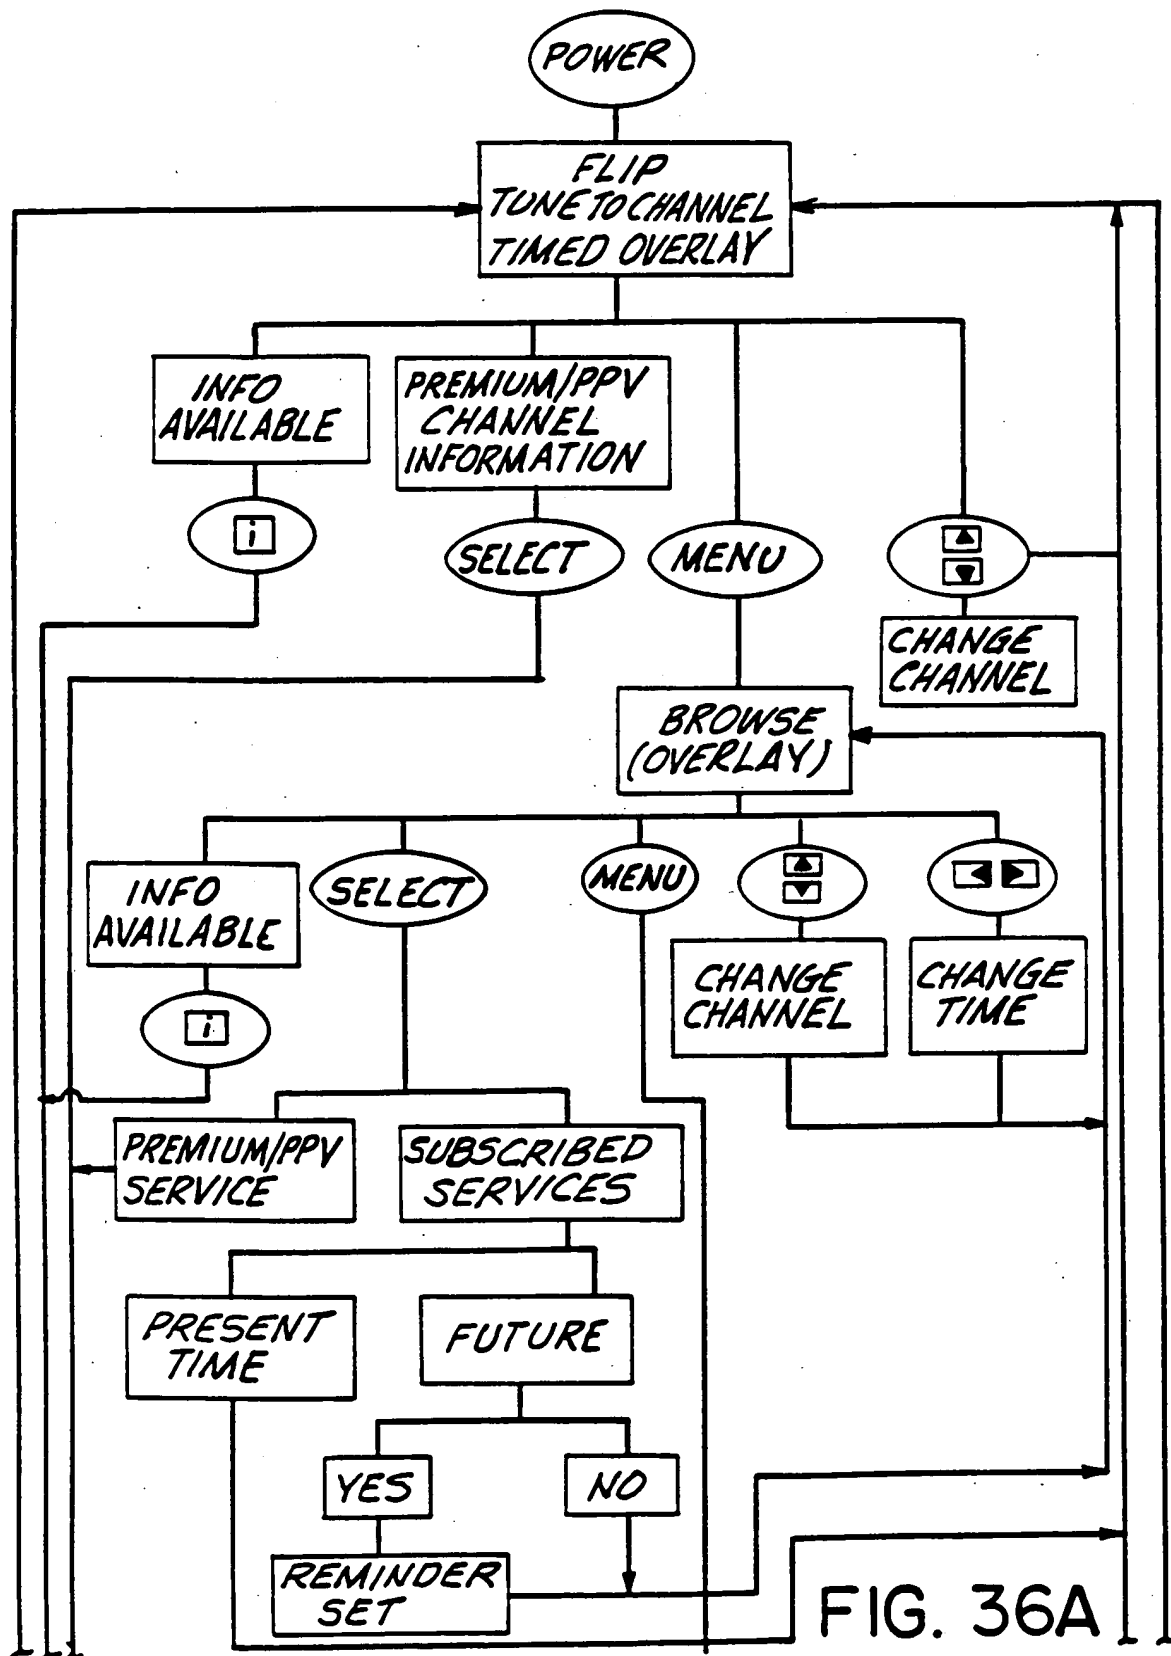 POWER
FLIP
TUNE TO CHANNEL
TIMED OVERLAY
INFO
AVAILABLE
PREMIUM/PPV
CHANNEL
INFORMATION
i
SELECT
MENU
CHANGE
CHANNEL
BROWSE
(OVERLAY)
INFO
AVAILABLE
SELECT
MENU
i
CHANGE
CHANNEL
CHANGE
TIME
PREMIUM/PPV
SERVICE
SUBSCRIBED
SERVICES
PRESENT
TIME
FUTURE
YES
NO
REMINDER
SET
FIG. 36A